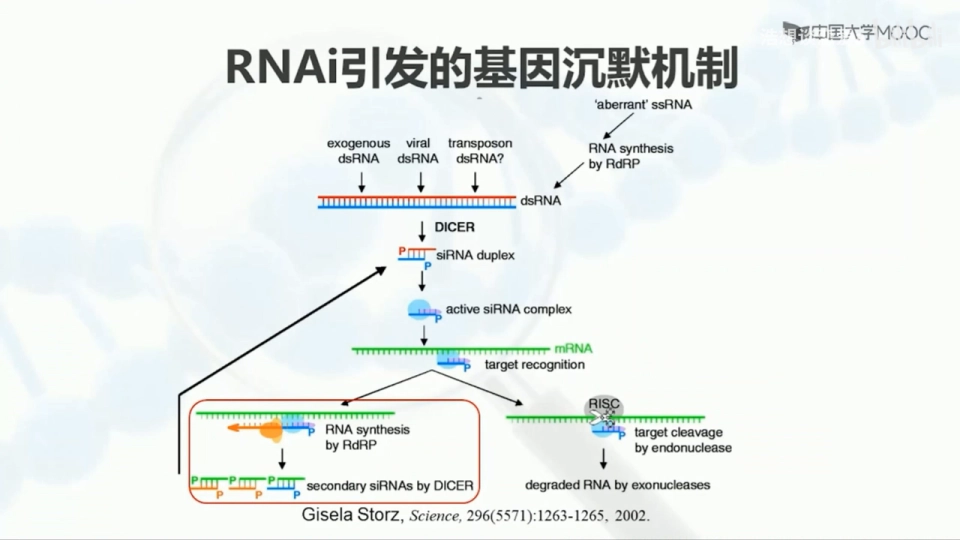 中国大学MOOC
RNAi引发的基因沉默机制
'aberrant' ssRNA
RNA synthesis
by RdRP
exogenous
dsRNA
viral
dsRNA
transposon
dsRNA?
dsRNA
DICER
P
siRNA duplex
P
active siRNA complex
P
mRNA
target recognition
P
RISC
RNA synthesis
by RdRP
P
target cleavage
by endonuclease
P
P P P
secondary siRNAs by DICER
P P P
degraded RNA by exonucleases
Gisela Storz, Science, 296(5571):1263-1265, 2002.